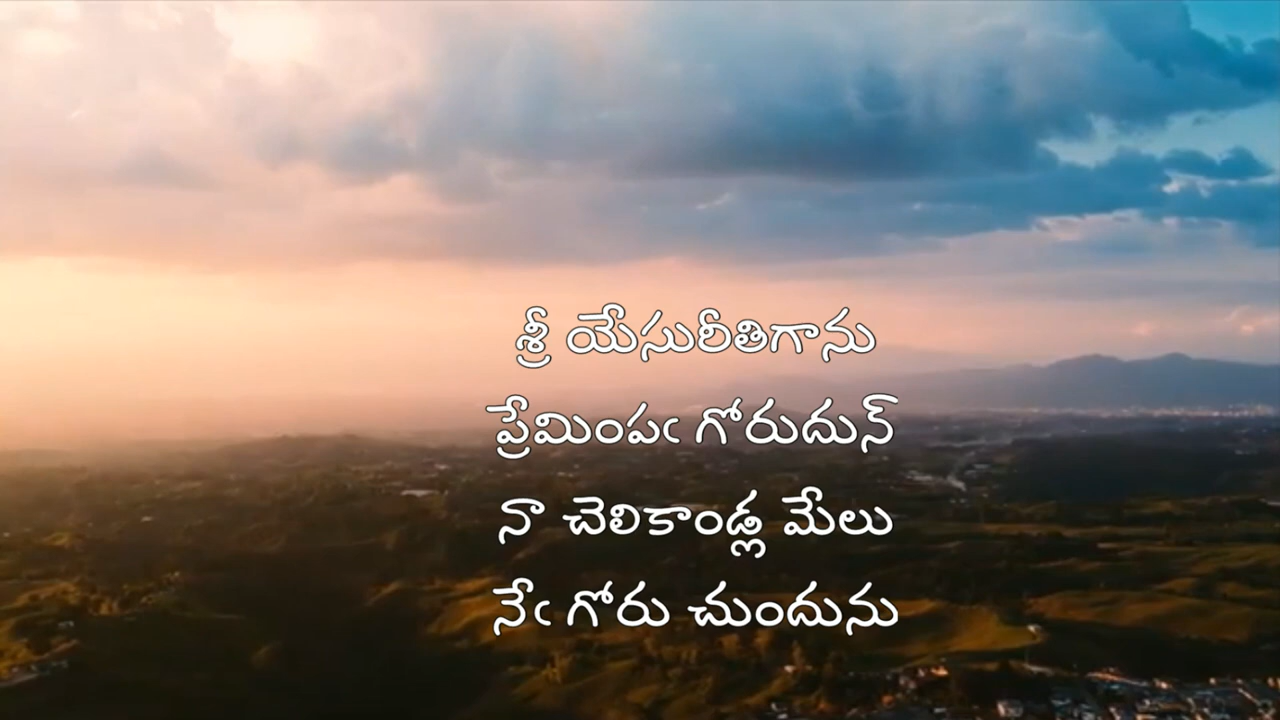 శ్రీ యేసురీతిగాను
ప్రేమింపఁ గోరుదున్
నా చెలికాండ్ల మేలు
నేఁ గోరు చుందును